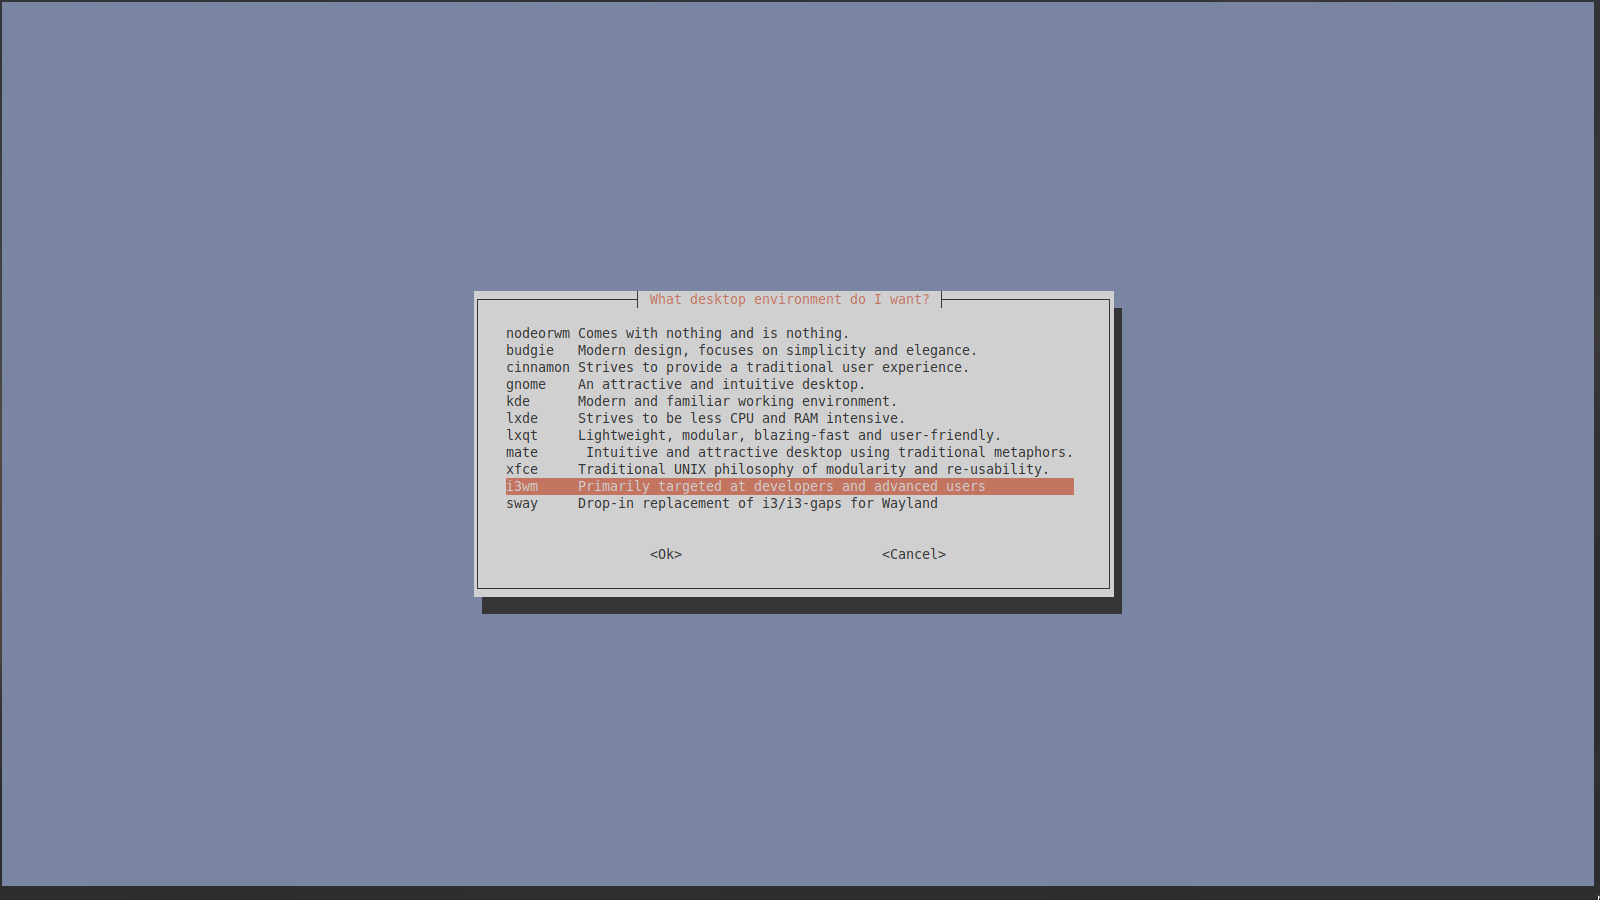 What desktop environment do I want?
nodeorwm Comes with nothing and is nothing.
budgie   Modern design, focuses on simplicity and elegance.
cinnamon Strives to provide a traditional user experience.
gnome    An attractive and intuitive desktop.
kde      Modern and familiar working environment.
lxde     Strives to be less CPU and RAM intensive.
lxqt     Lightweight, modular, blazing-fast and user-friendly.
mate      Intuitive and attractive desktop using traditional metaphors.
xfce     Traditional UNIX philosophy of modularity and re-usability.
i3wm     Primarily targeted at developers and advanced users
sway     Drop-in replacement of i3/i3-gaps for Wayland
<Ok>                         <Cancel>